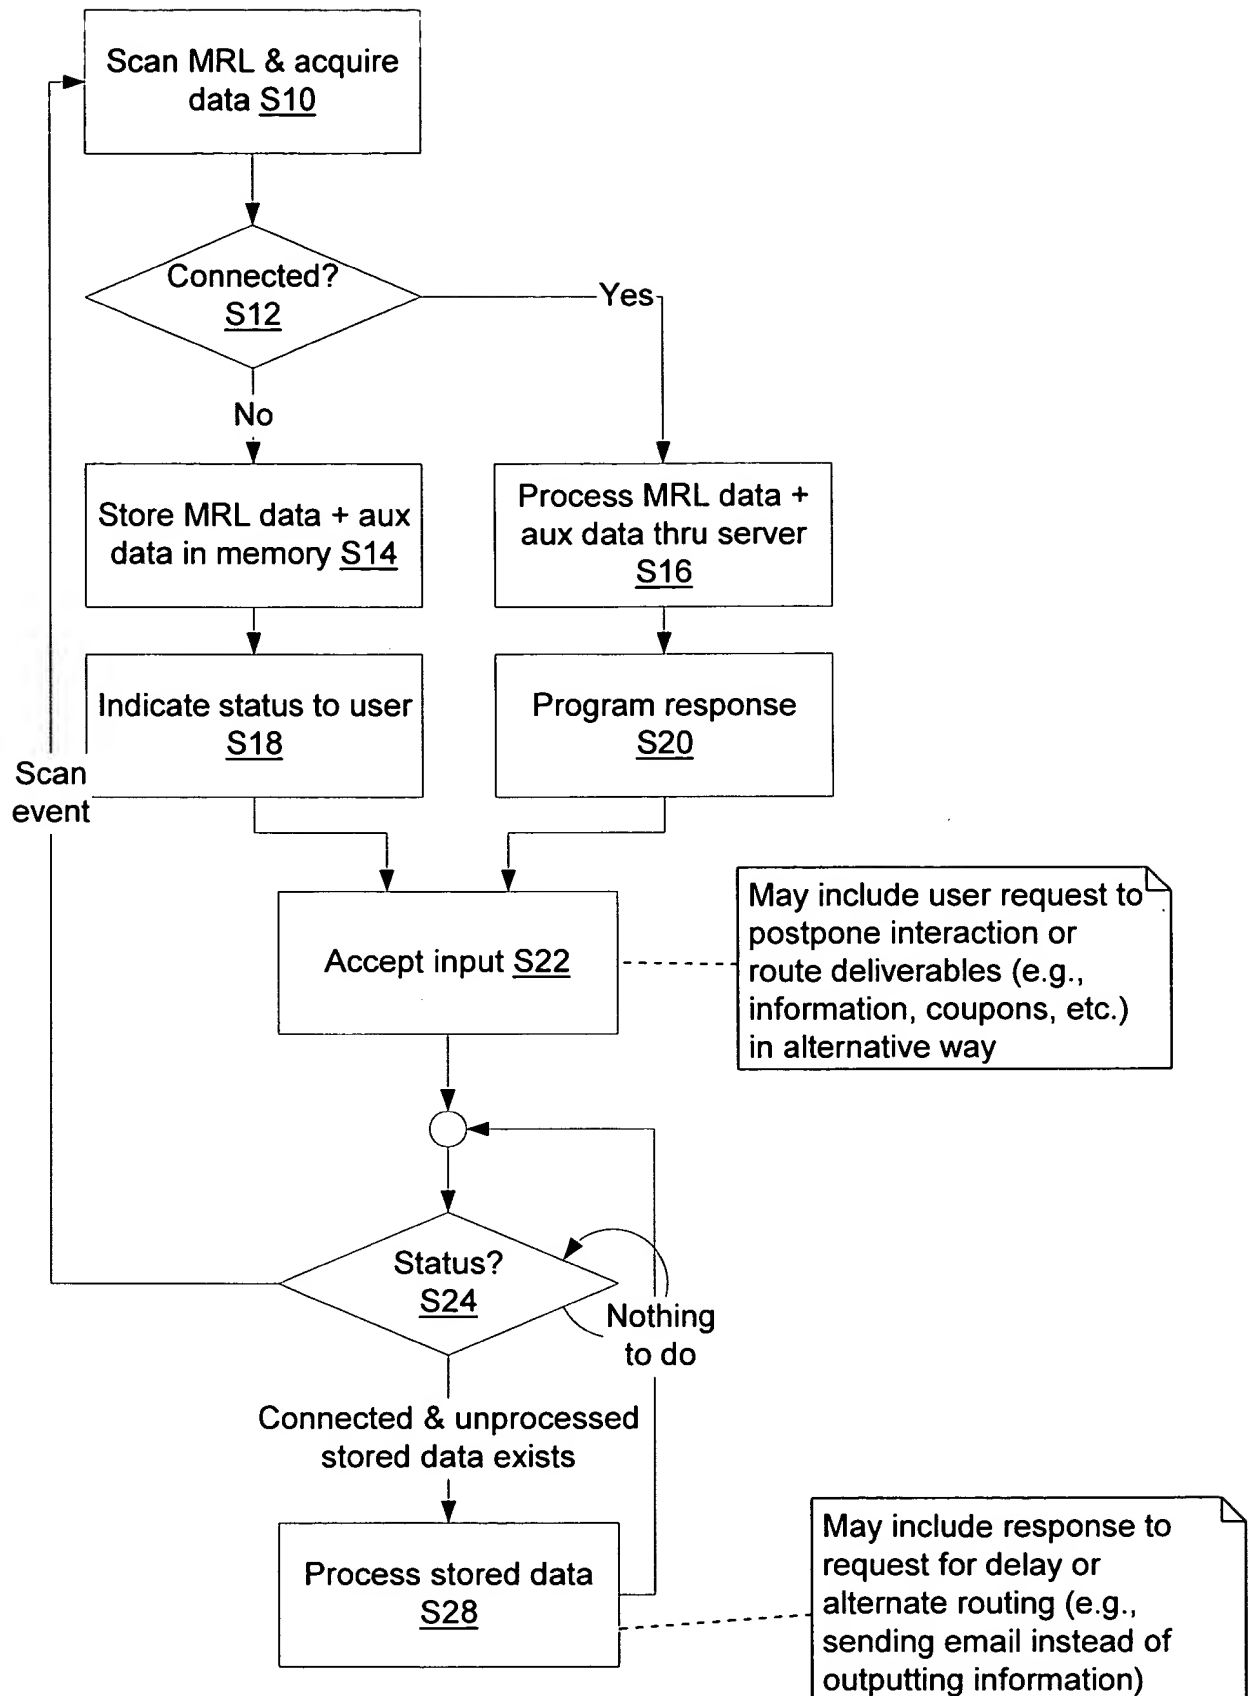 Scan MRL & acquire
data S10
Connected?
S12
Yes
No
Store MRL data + aux
data in memory S14
Process MRL data +
aux data thru server
S16
Indicate status to user
S18
Program response
S20
Scan
event
Accept input S22
May include user request to
postpone interaction or
route deliverables (e.g.,
information, coupons, etc.)
in alternative way
Status?
S24
Nothing
to do
Connected & unprocessed
stored data exists
Process stored data
S28
May include response to
request for delay or
alternate routing (e.g.,
sending email instead of
outputting information)